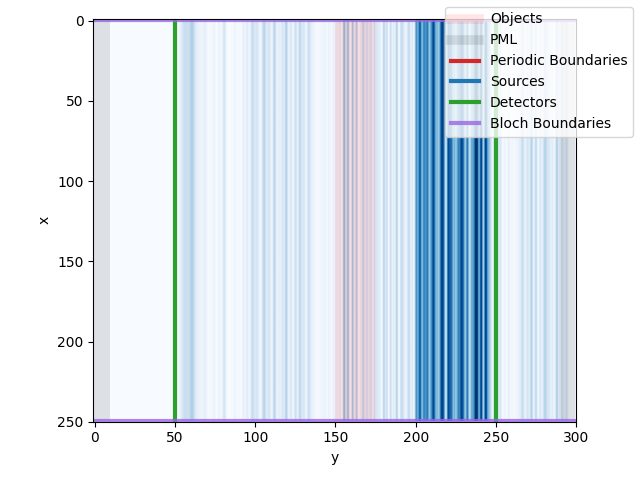 Objects
PML
Periodic Boundaries
Sources
Detectors
Bloch Boundaries
0
50
100
150
200
250
x
0
50
100
150
200
250
300
y